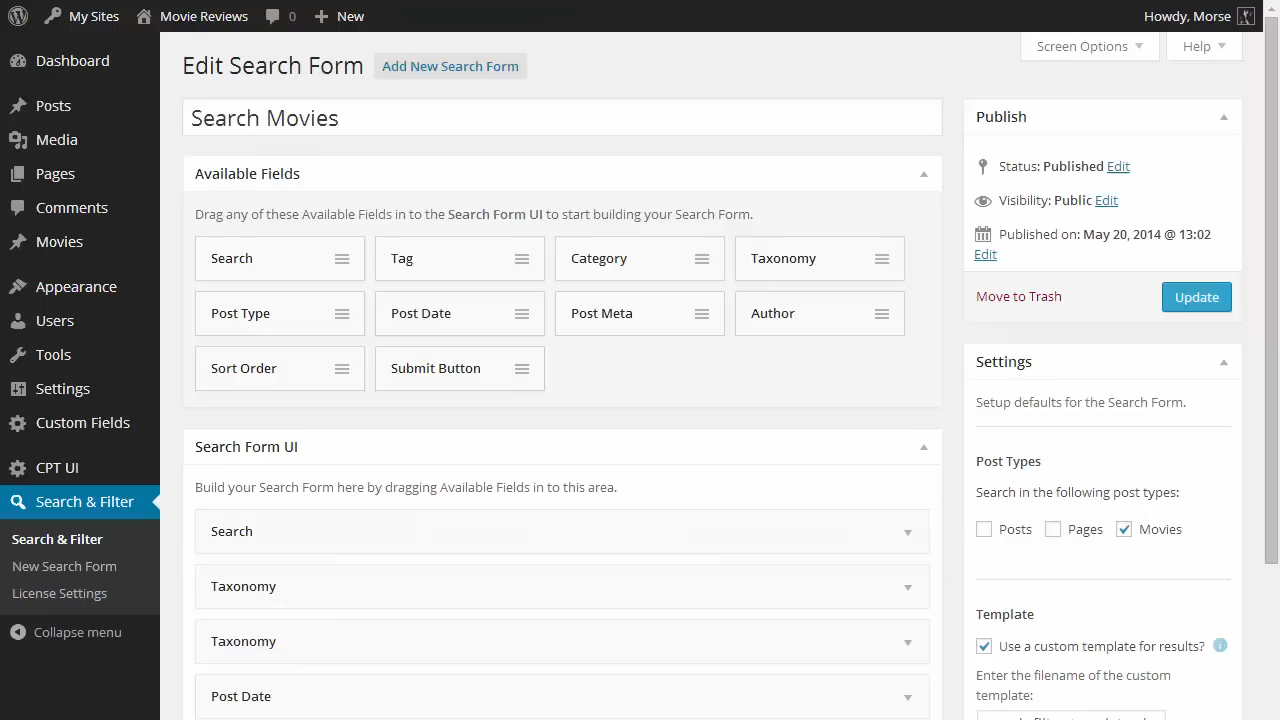 My Sites Movie Reviews 0 New Howdy, Morse
Dashboard
Posts
Media
Pages
Comments
Movies
Appearance
Users
Tools
Settings
Custom Fields
CPT UI
Search & Filter
Search & Filter
New Search Form
License Settings
Collapse menu
Screen Options Help
Edit Search Form Add New Search Form
Search Movies
Available Fields
Drag any of these Available Fields in to the Search Form UI to start building your Search Form.
Search Tag Category Taxonomy
Post Type Post Date Post Meta Author
Sort Order Submit Button
Search Form UI
Build your Search Form here by dragging Available Fields in to this area.
Search
Taxonomy
Taxonomy
Post Date
Publish
Status: Published Edit
Visibility: Public Edit
Published on: May 20, 2014 @ 13:02
Edit
Move to Trash Update
Settings
Setup defaults for the Search Form.
Post Types
Search in the following post types:
Posts Pages Movies
Template
Use a custom template for results? i
Enter the filename of the custom
template: